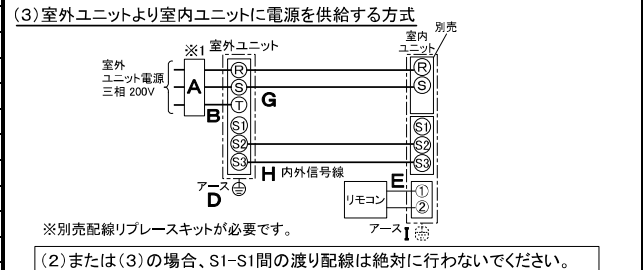 (3)室外ユニットより室内ユニットに電源を供給する方式
別売
※1 室外ユニット
室内
ユニット
室外
ユニット電源
三相 200V
A
B
R
S
T
S1
S2
S3
G
R
S
S1
S2
S3
H 内外信号線
アース
D
E
リモコン
①
②
アース I
※別売配線リプレースキットが必要です。
(2)または(3)の場合、S1-S1間の渡り配線は絶対に行わないでください。